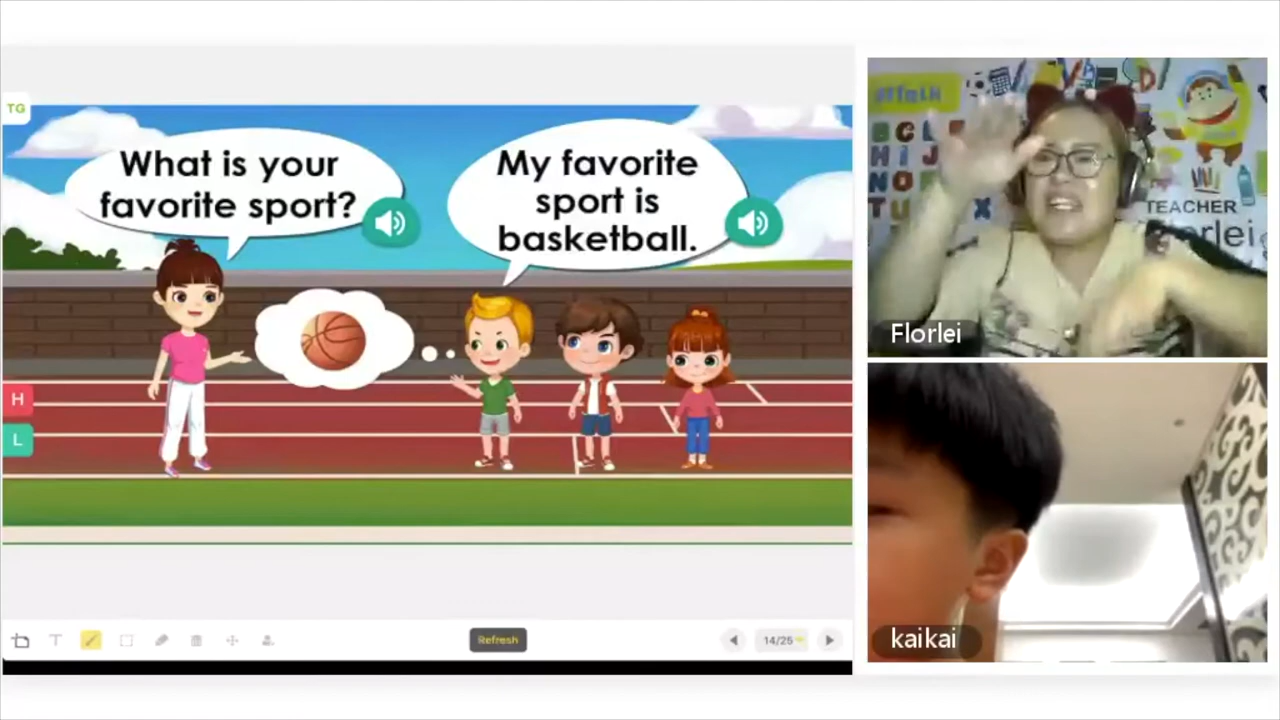 TG
What is your
favorite sport?
My favorite
sport is
basketball.
H
L
Refresh
14/25
TEACHER
Florlei
kaikai